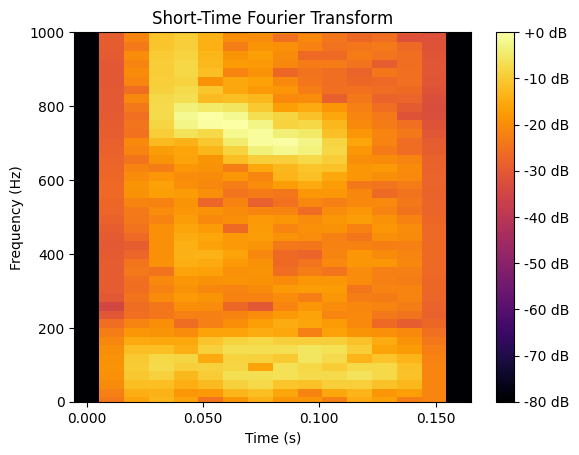 Short-Time Fourier Transform
1000
800
600
400
200
0
Frequency (Hz)
0.000
0.050
0.100
0.150
Time (s)
+0 dB
-10 dB
-20 dB
-30 dB
-40 dB
-50 dB
-60 dB
-70 dB
-80 dB